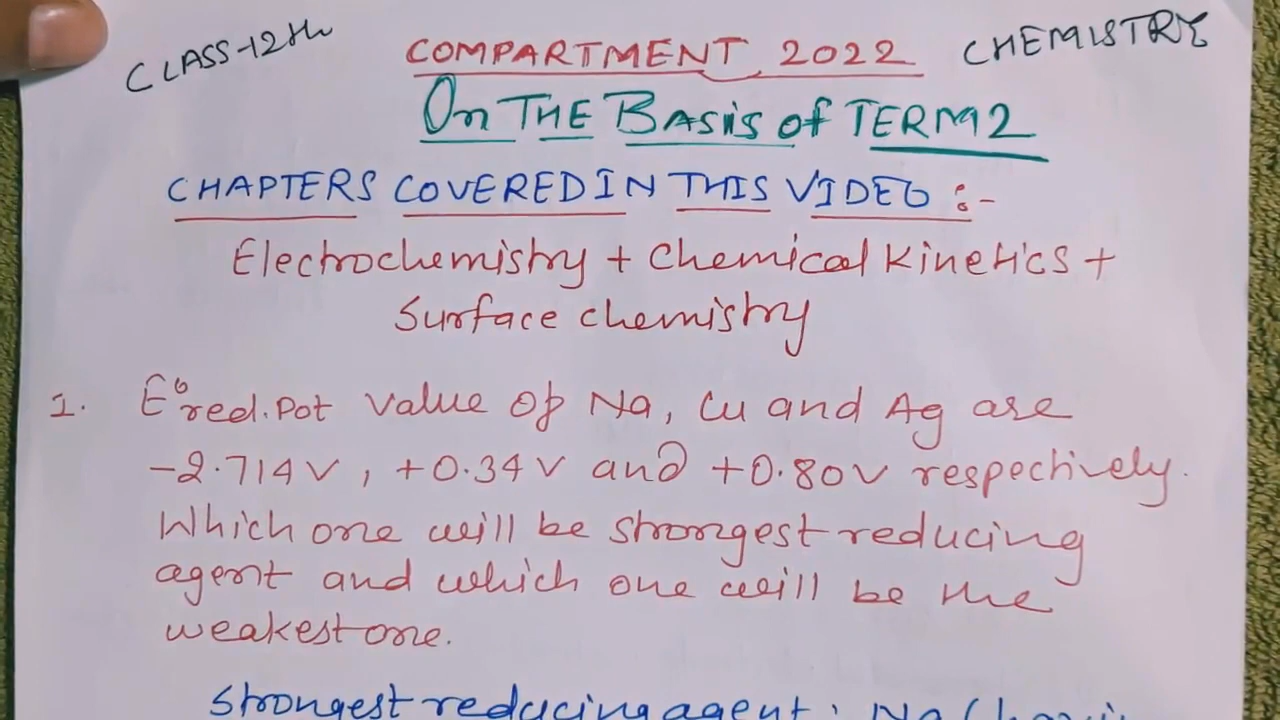 CLASS-12th
COMPARTMENT 2022
CHEMISTRY
On THE BASiis of TERM2
CHAPTERS COVERED IN THIS VIDEO :-
Electrochemistry + Chemical Kinetics +
Surface chemistry
1. E° red. Pot value of Na, Cu and Ag are
-2.714V, +0.34V and +0.80V respectively.
Which one will be strongest reducing
agent and which one will be the
weakest one.
Strongest reducing agent : Na (